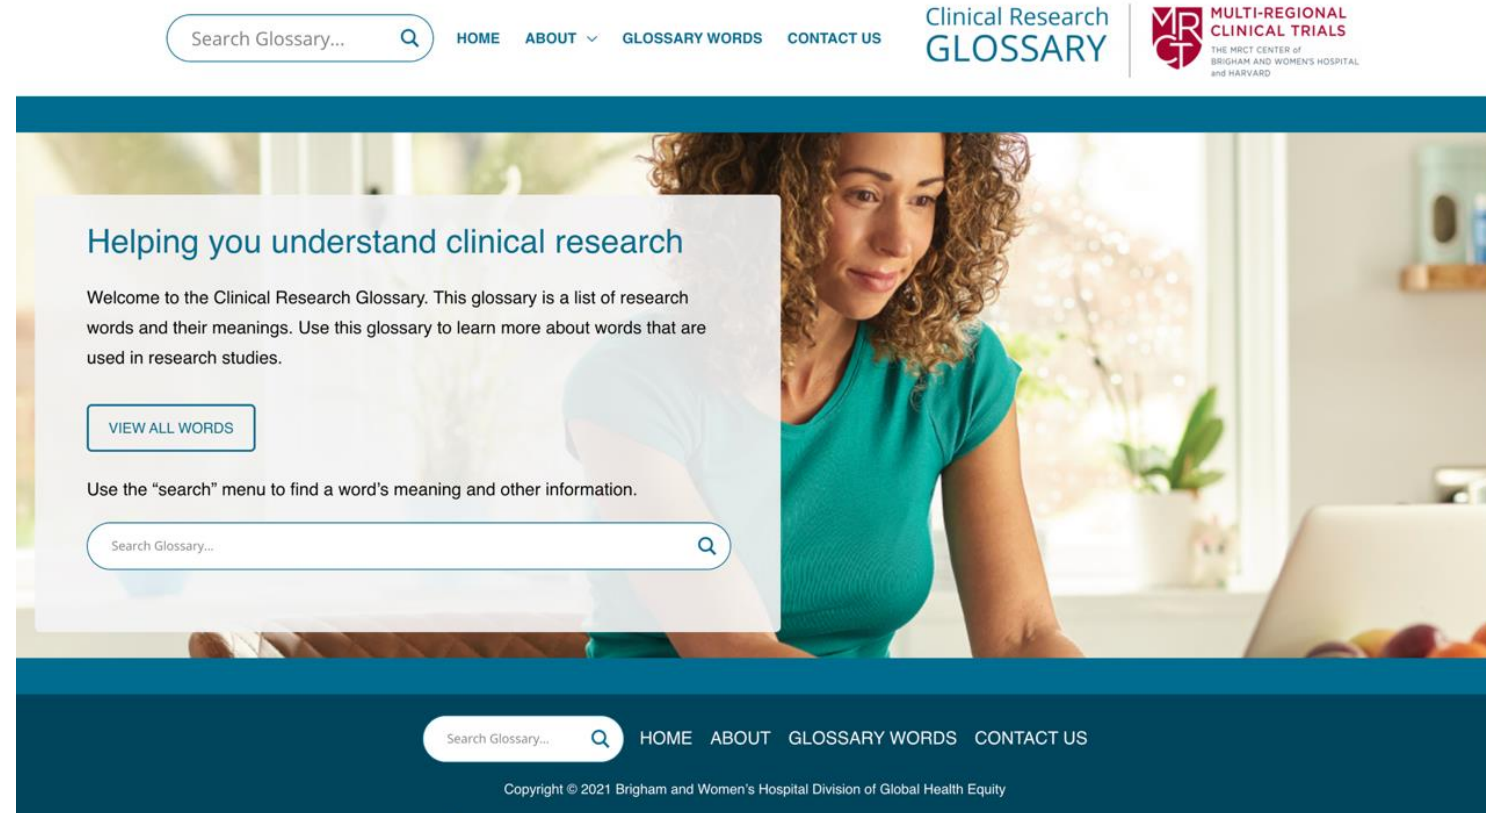 Search Glossary...
HOME ABOUT GLOSSARY WORDS CONTACT US
Clinical Research
GLOSSARY
MRCT
MULTI-REGIONAL
CLINICAL TRIALS
THE MRCT CENTER of
BRIGHAM AND WOMEN'S HOSPITAL
and HARVARD
Helping you understand clinical research
Welcome to the Clinical Research Glossary. This glossary is a list of research
words and their meanings. Use this glossary to learn more about words that are
used in research studies.
VIEW ALL WORDS
Use the “search” menu to find a word’s meaning and other information.
Search Glossary...
Search Glossary...
HOME ABOUT GLOSSARY WORDS CONTACT US
Copyright © 2021 Brigham and Women’s Hospital Division of Global Health Equity